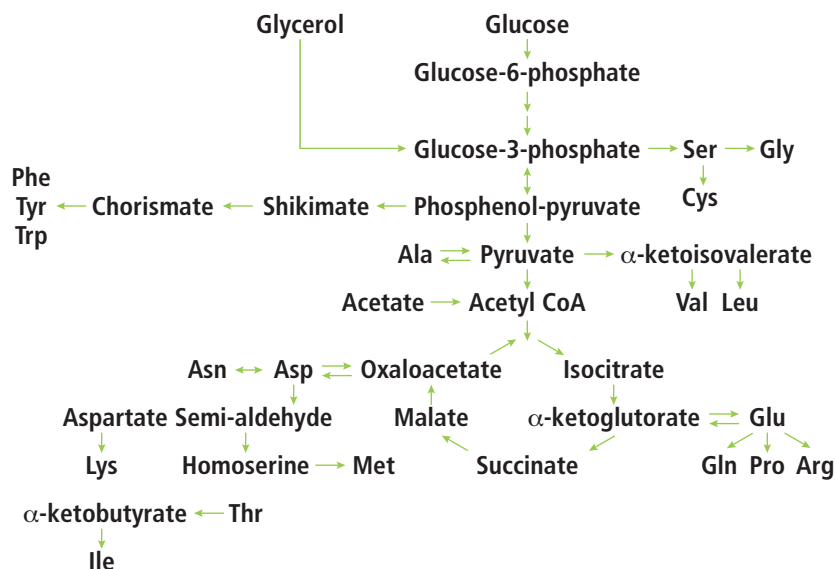 Glycerol Glucose
Glucose-6-phosphate
Glucose-3-phosphate Ser Gly
Cys
Phe
Tyr Chorismate Shikimate Phosphenol-pyruvate
Trp
Ala Pyruvate α-ketoisovalerate
Acetate Acetyl CoA Val Leu
Asn Asp Oxaloacetate Isocitrate
Aspartate Semi-aldehyde Malate α-ketoglutorate Glu
Lys Homoserine Met Succinate Gln Pro Arg
α-ketobutyrate Thr
Ile